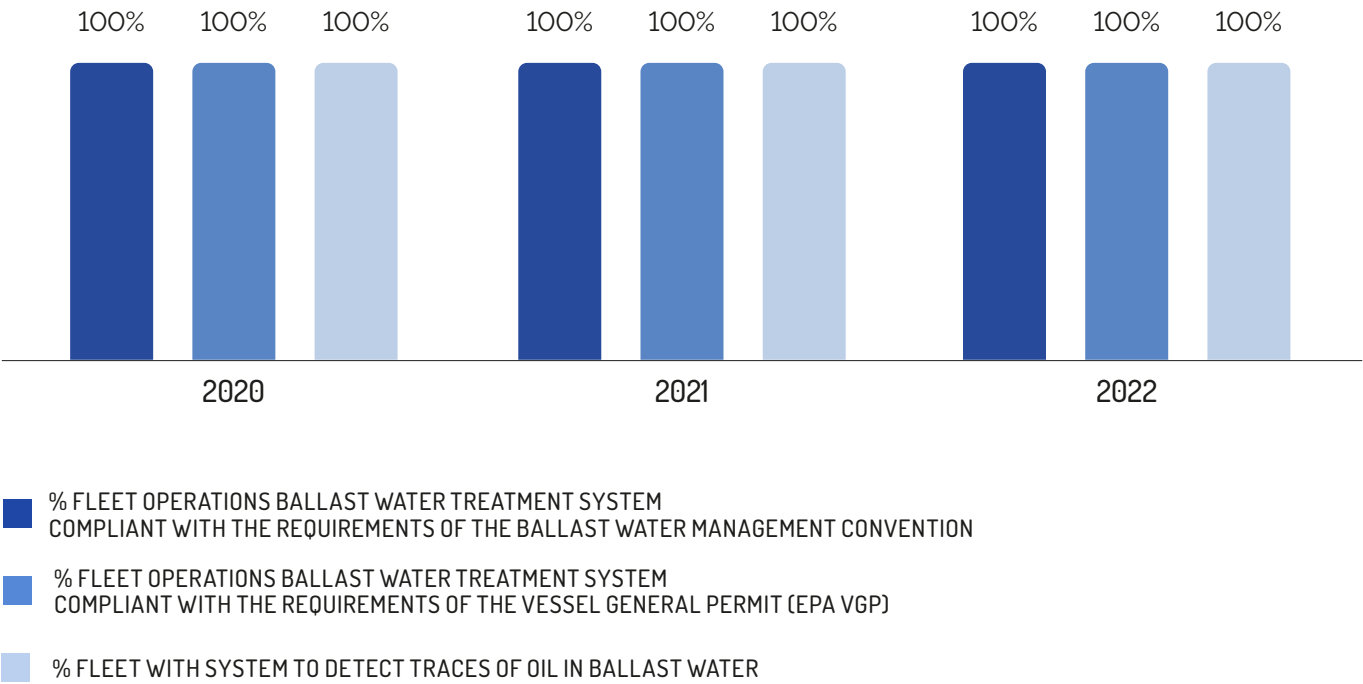 100% 100% 100% 100% 100% 100% 100% 100% 100%
2020 2021 2022
% FLEET OPERATIONS BALLAST WATER TREATMENT SYSTEM
COMPLIANT WITH THE REQUIREMENTS OF THE BALLAST WATER MANAGEMENT CONVENTION
% FLEET OPERATIONS BALLAST WATER TREATMENT SYSTEM
COMPLIANT WITH THE REQUIREMENTS OF THE VESSEL GENERAL PERMIT (EPA VGP)
% FLEET WITH SYSTEM TO DETECT TRACES OF OIL IN BALLAST WATER